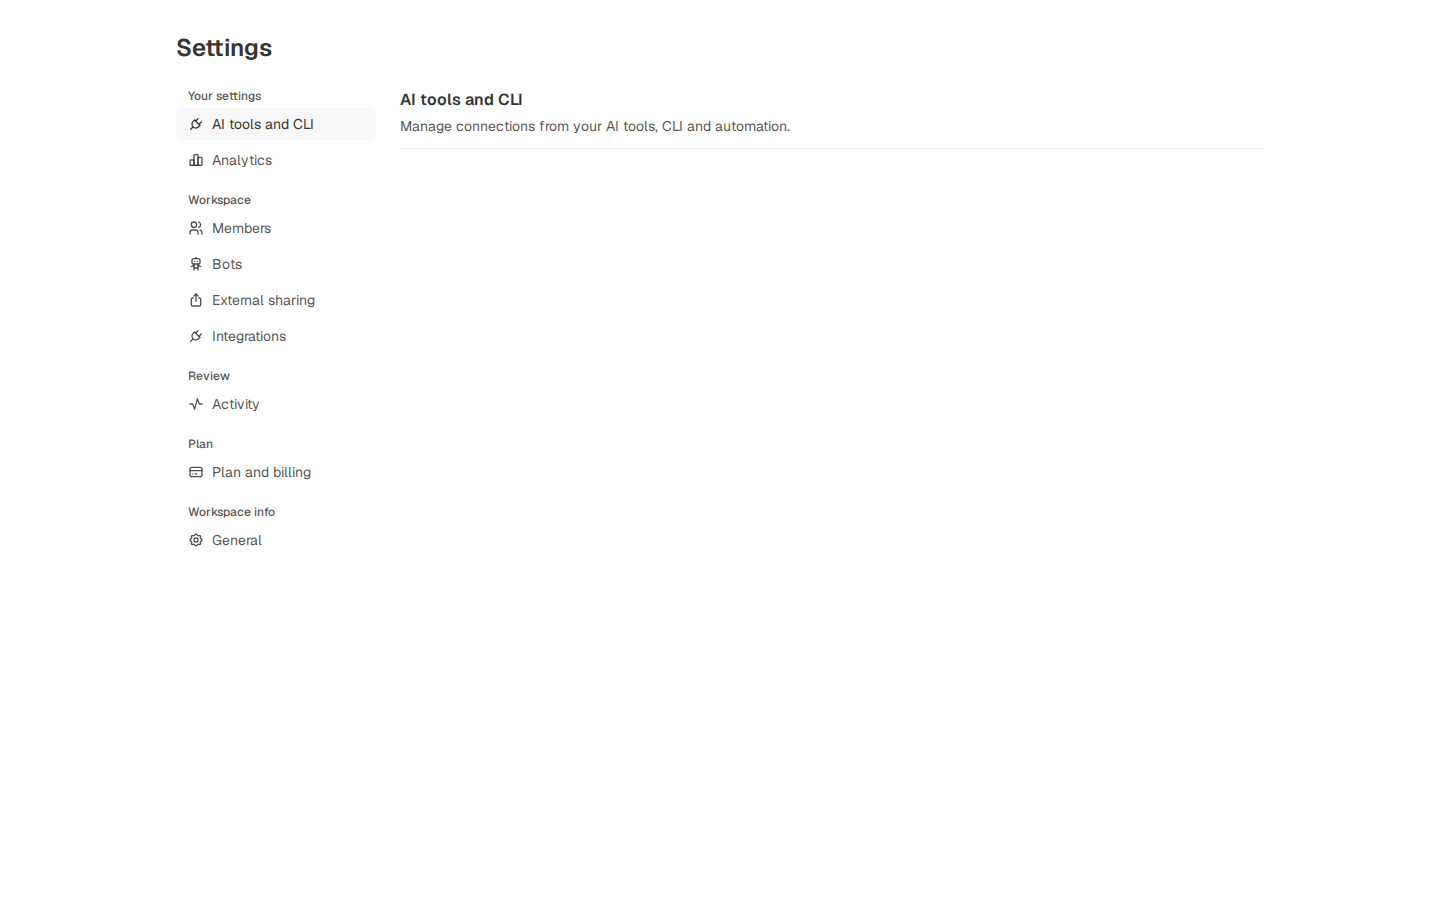 Settings
Your settings
AI tools and CLI
Analytics
Workspace
Members
Bots
External sharing
Integrations
Review
Activity
Plan
Plan and billing
Workspace info
General
AI tools and CLI
Manage connections from your AI tools, CLI and automation.